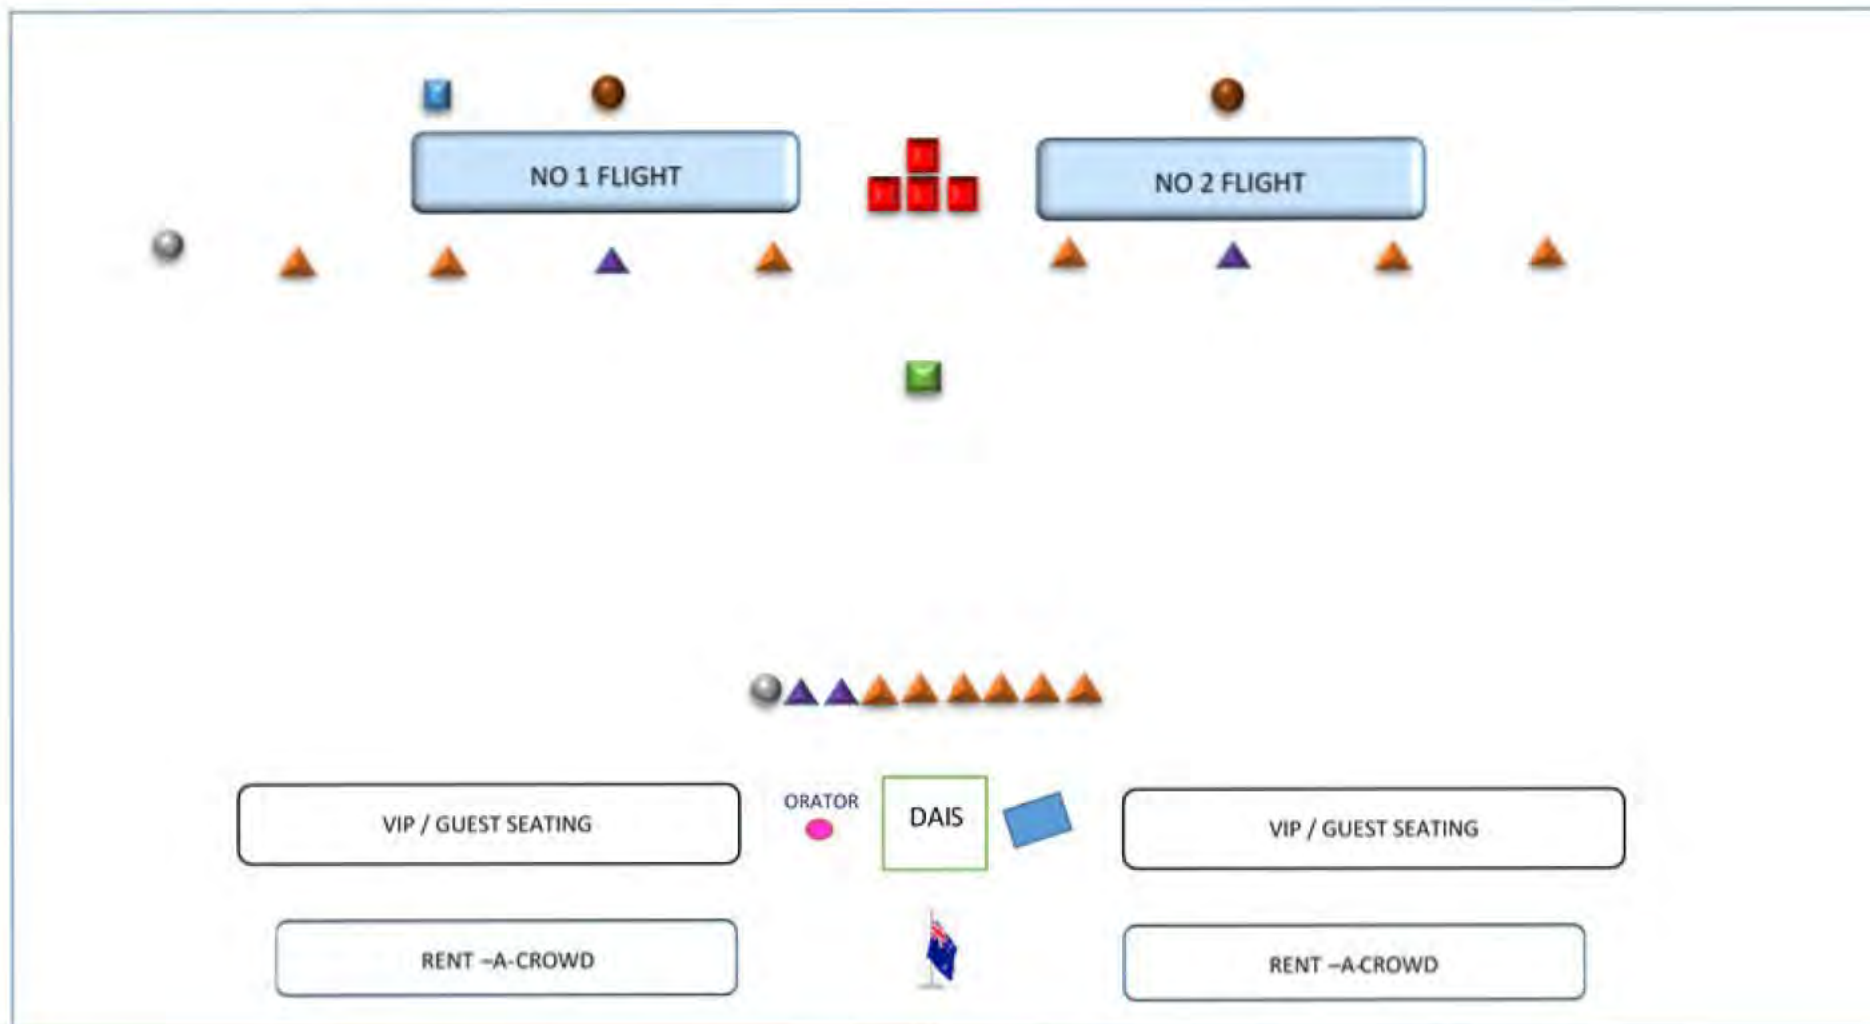 NO 1 FLIGHT
NO 2 FLIGHT
ORATOR
DAIS
VIP / GUEST SEATING
VIP / GUEST SEATING
RENT –A-CROWD
RENT –A-CROWD